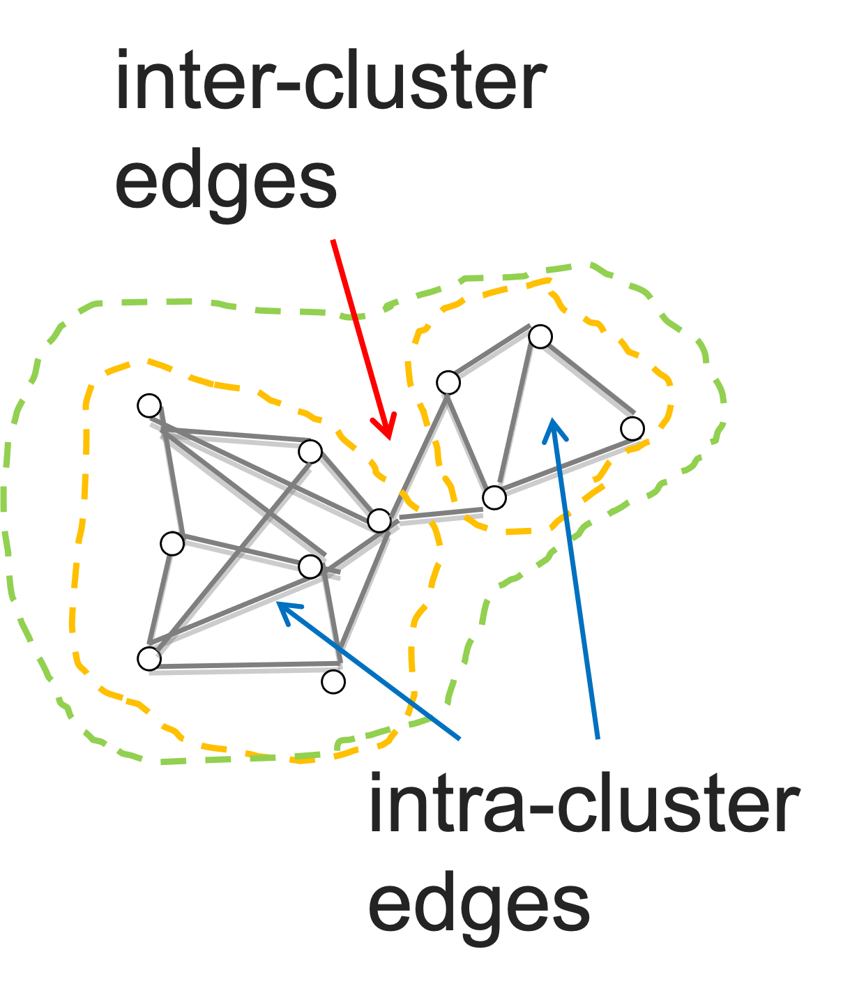 inter-cluster
edges
intra-cluster
edges